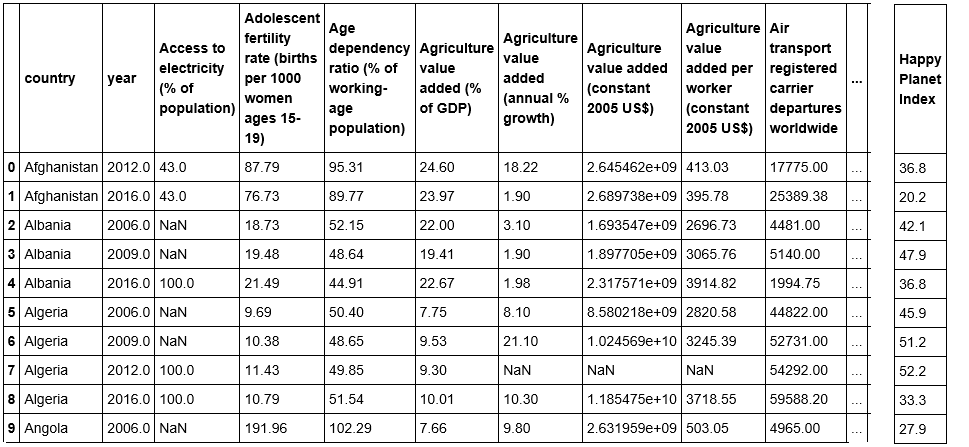 country year Access to electricity (% of population) Adolescent fertility rate (births per 1000 women ages 15-19) Age dependency ratio (% of working-age population) Agriculture value added (% of GDP) Agriculture value added (annual % growth) Agriculture value added (constant 2005 US$) Agriculture value added per worker (constant 2005 US$) Air transport registered carrier departures worldwide ... Happy Planet Index
0 Afghanistan 2012.0 43.0 87.79 95.31 24.60 18.22 2.645462e+09 413.03 17775.00 ... 36.8
1 Afghanistan 2016.0 43.0 76.73 89.77 23.97 1.90 2.689738e+09 395.78 25389.38 ... 20.2
2 Albania 2006.0 NaN 18.73 52.15 22.00 3.10 1.693547e+09 2696.73 4481.00 ... 42.1
3 Albania 2009.0 NaN 19.48 48.64 19.41 1.90 1.897705e+09 3065.76 5140.00 ... 47.9
4 Albania 2016.0 100.0 21.49 44.91 22.67 1.98 2.317571e+09 3914.82 1994.75 ... 36.8
5 Algeria 2006.0 NaN 9.69 50.40 7.75 8.10 8.580218e+09 2820.58 44822.00 ... 45.9
6 Algeria 2009.0 NaN 10.38 48.65 9.53 21.10 1.024569e+10 3245.39 52731.00 ... 51.2
7 Algeria 2012.0 100.0 11.43 49.85 9.30 NaN NaN NaN 54292.00 ... 52.2
8 Algeria 2016.0 100.0 10.79 51.54 10.01 10.30 1.185475e+10 3718.55 59588.20 ... 33.3
9 Angola 2006.0 NaN 191.96 102.29 7.66 9.80 2.631959e+09 503.05 4965.00 ... 27.9